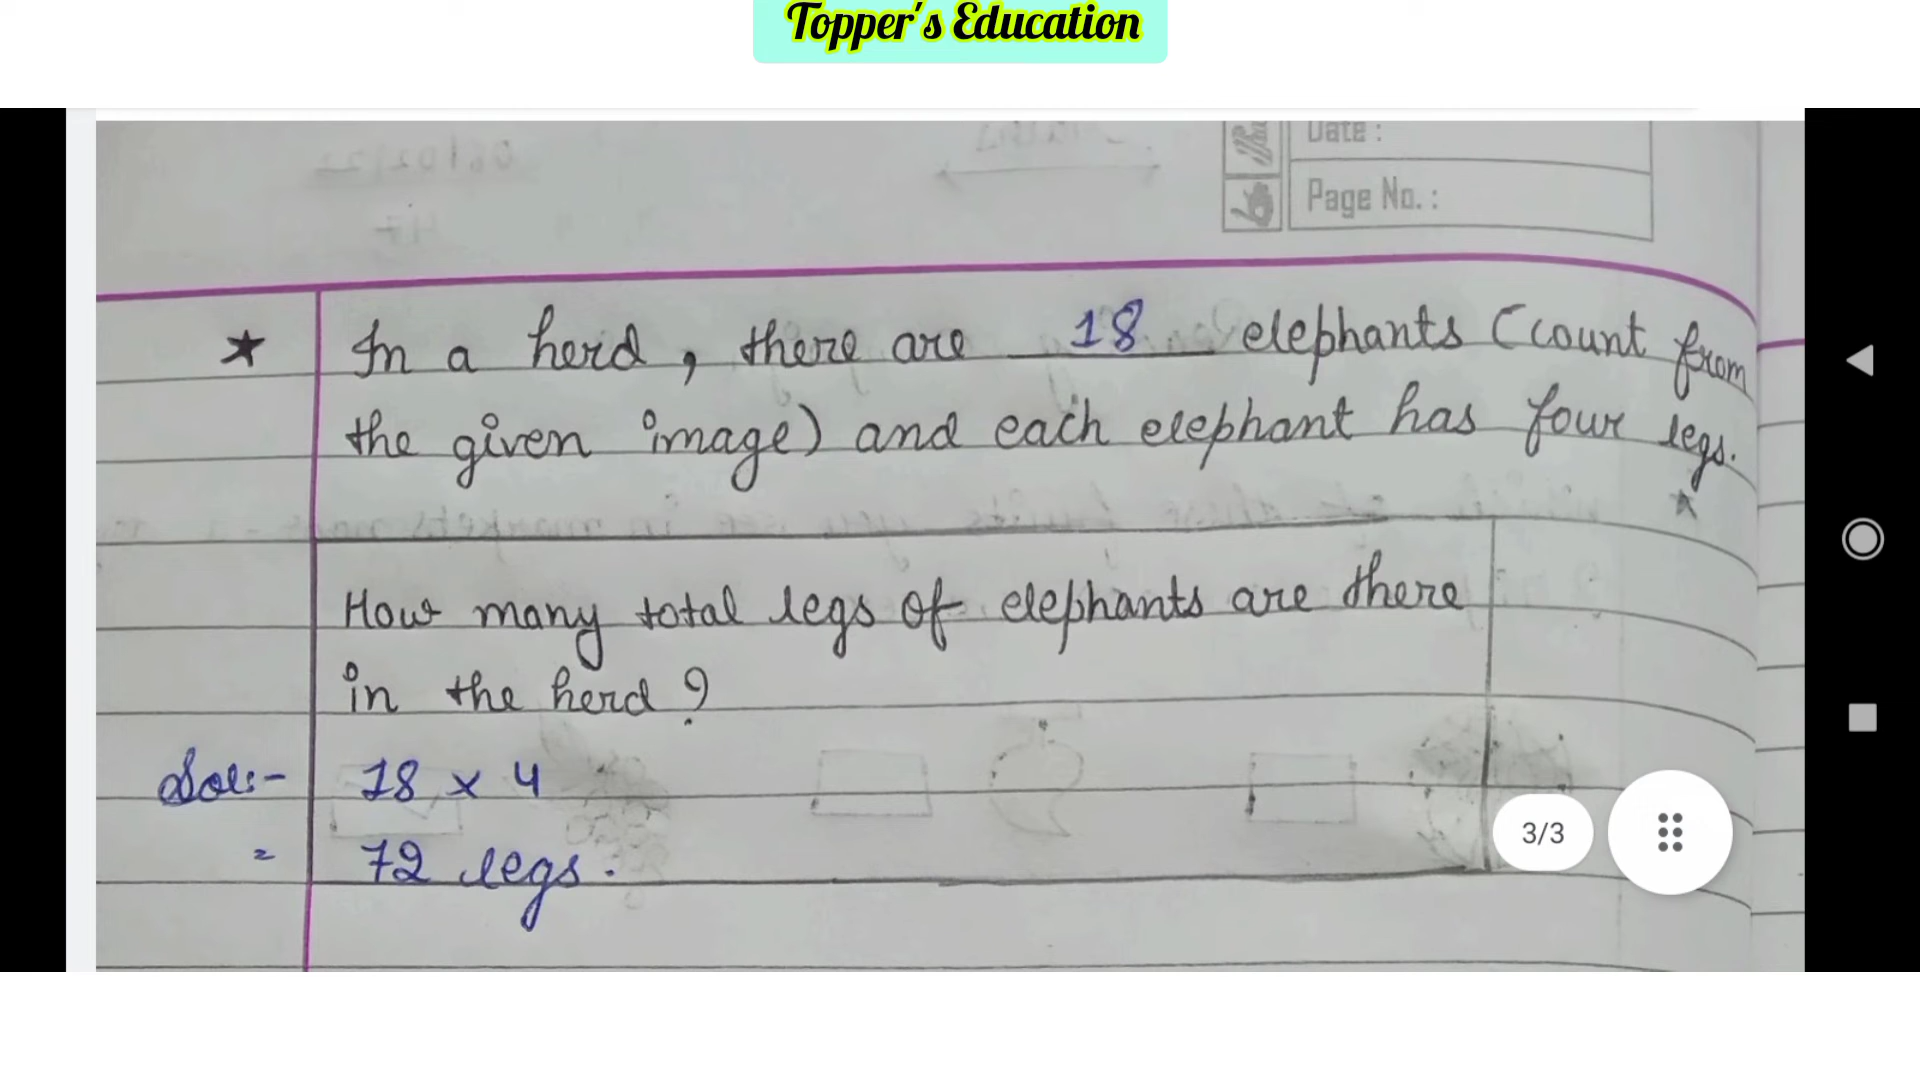 Topper's Education
Date :
Page No. :
★ In a herd, there are 18 elephants (count from
the given image) and each elephant has four legs.
How many total legs of elephants are there
in the herd ?
Sol:- 18 x 4
= 72 legs.
3/3